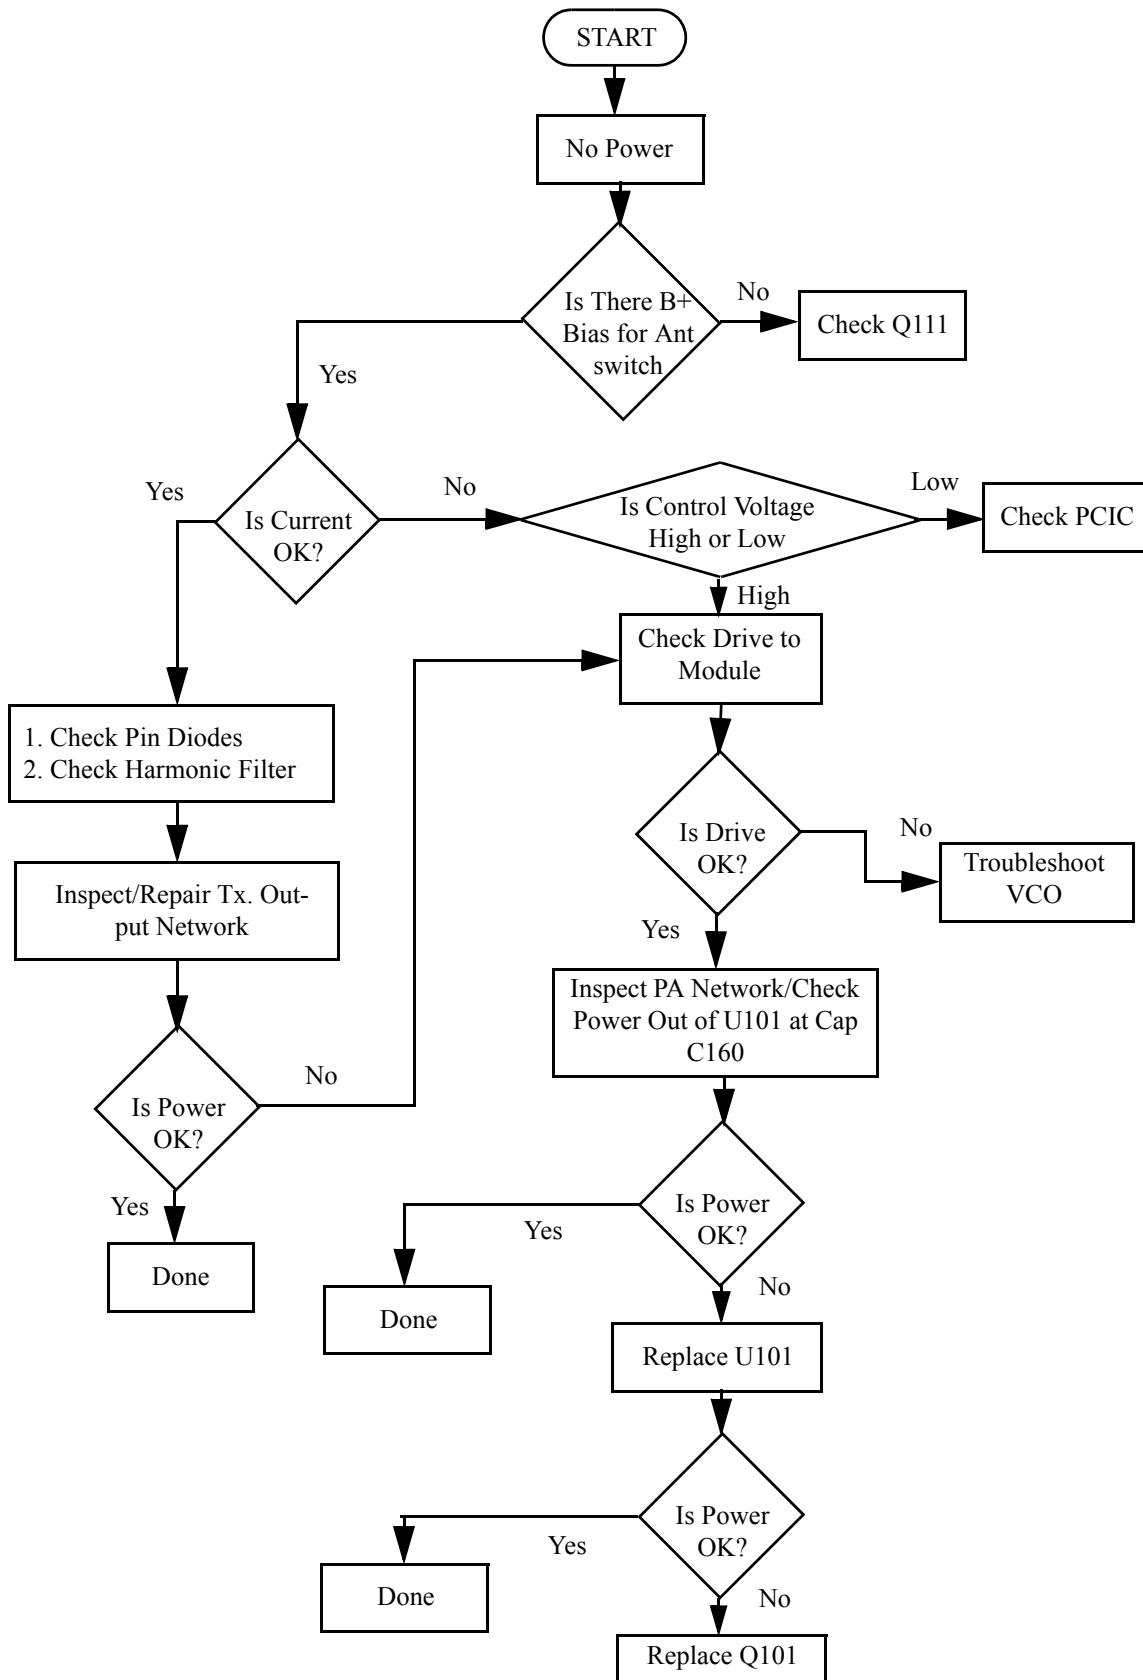 START
No Power
Is There B+
Bias for Ant
switch
No
Check Q111
Yes
Is Current
OK?
Yes
No
Is Control Voltage
High or Low
Low
Check PCIC
High
Check Drive to
Module
1. Check Pin Diodes
2. Check Harmonic Filter
Is Drive
OK?
No
Troubleshoot
VCO
Inspect/Repair Tx. Out-
put Network
Yes
Inspect PA Network/Check
Power Out of U101 at Cap
C160
Is Power
OK?
No
Yes
Done
Is Power
OK?
Yes
Done
No
Replace U101
Is Power
OK?
Yes
Done
No
Replace Q101